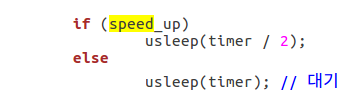 if (speed_up)
usleep(timer / 2);
else
usleep(timer); // 대기